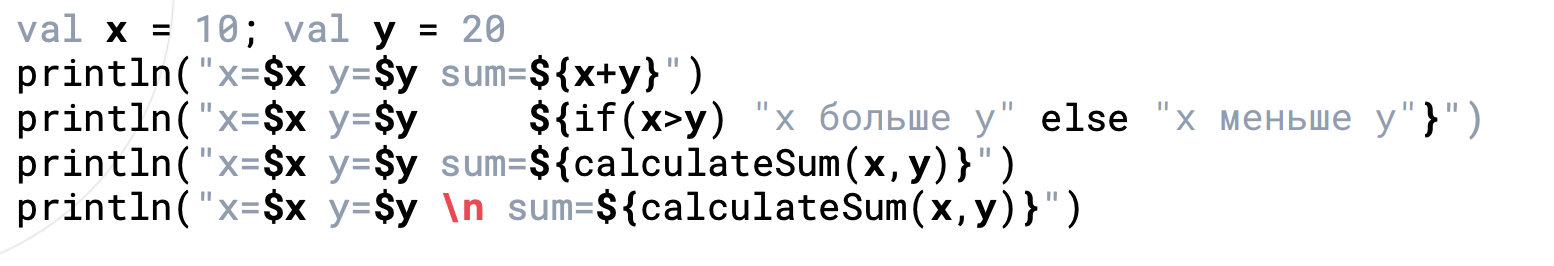 val x = 10; val y = 20
println("x=$x y=$y sum=${x+y}")
println("x=$x y=$y     ${if(x>y) "x больше y" else "x меньше y"}")
println("x=$x y=$y sum=${calculateSum(x,y)}")
println("x=$x y=$y \n sum=${calculateSum(x,y)}")